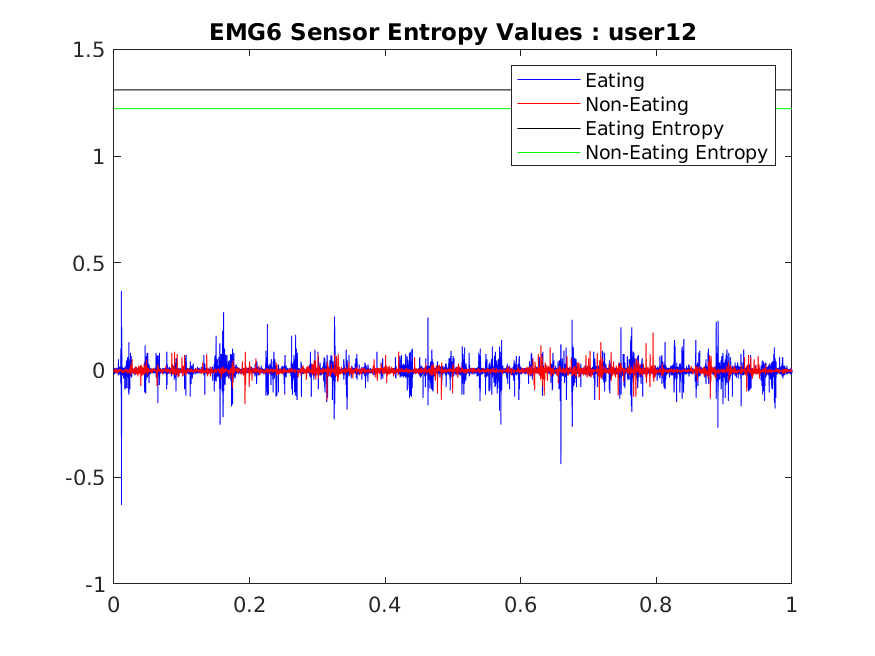 EMG6 Sensor Entropy Values : user12
1.5
Eating
Non-Eating
Eating Entropy
Non-Eating Entropy
1
0.5
0
-0.5
-1
0 0.2 0.4 0.6 0.8 1